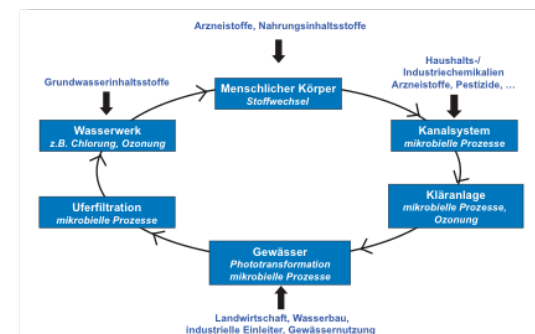 Arzneistoffe, Nahrungsinhaltsstoffe
Haushalts-/
Industriechemikalien
Arzneistoffe, Pestizide, ...
Grundwasserinhaltsstoffe
Menschlicher Körper
Stoffwechsel
Wasserwerk
z.B. Chlorung, Ozonung
Kanalsystem
mikrobielle Prozesse
Uferfiltration
mikrobielle Prozesse
Kläranlage
mikrobielle Prozesse,
Ozonung
Gewässer
Phototransformation
mikrobielle Prozesse
Landwirtschaft, Wasserbau,
industrielle Einleiter, Gewässernutzung